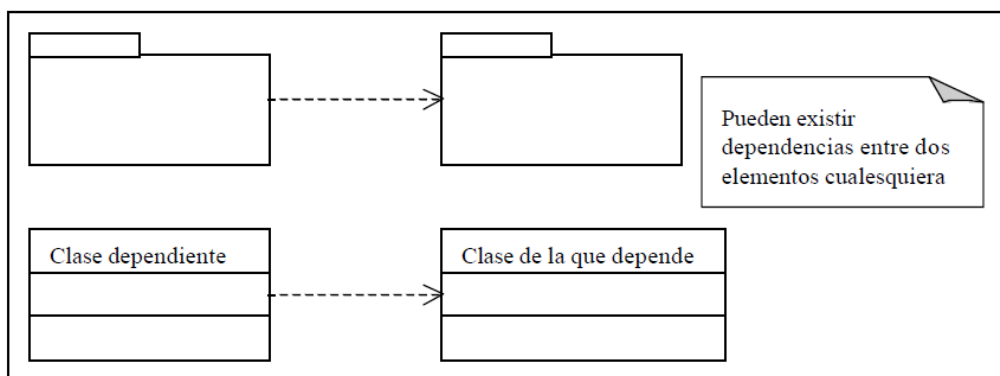 Pueden existir
dependencias entre dos
elementos cualesquiera
Clase dependiente
Clase de la que depende